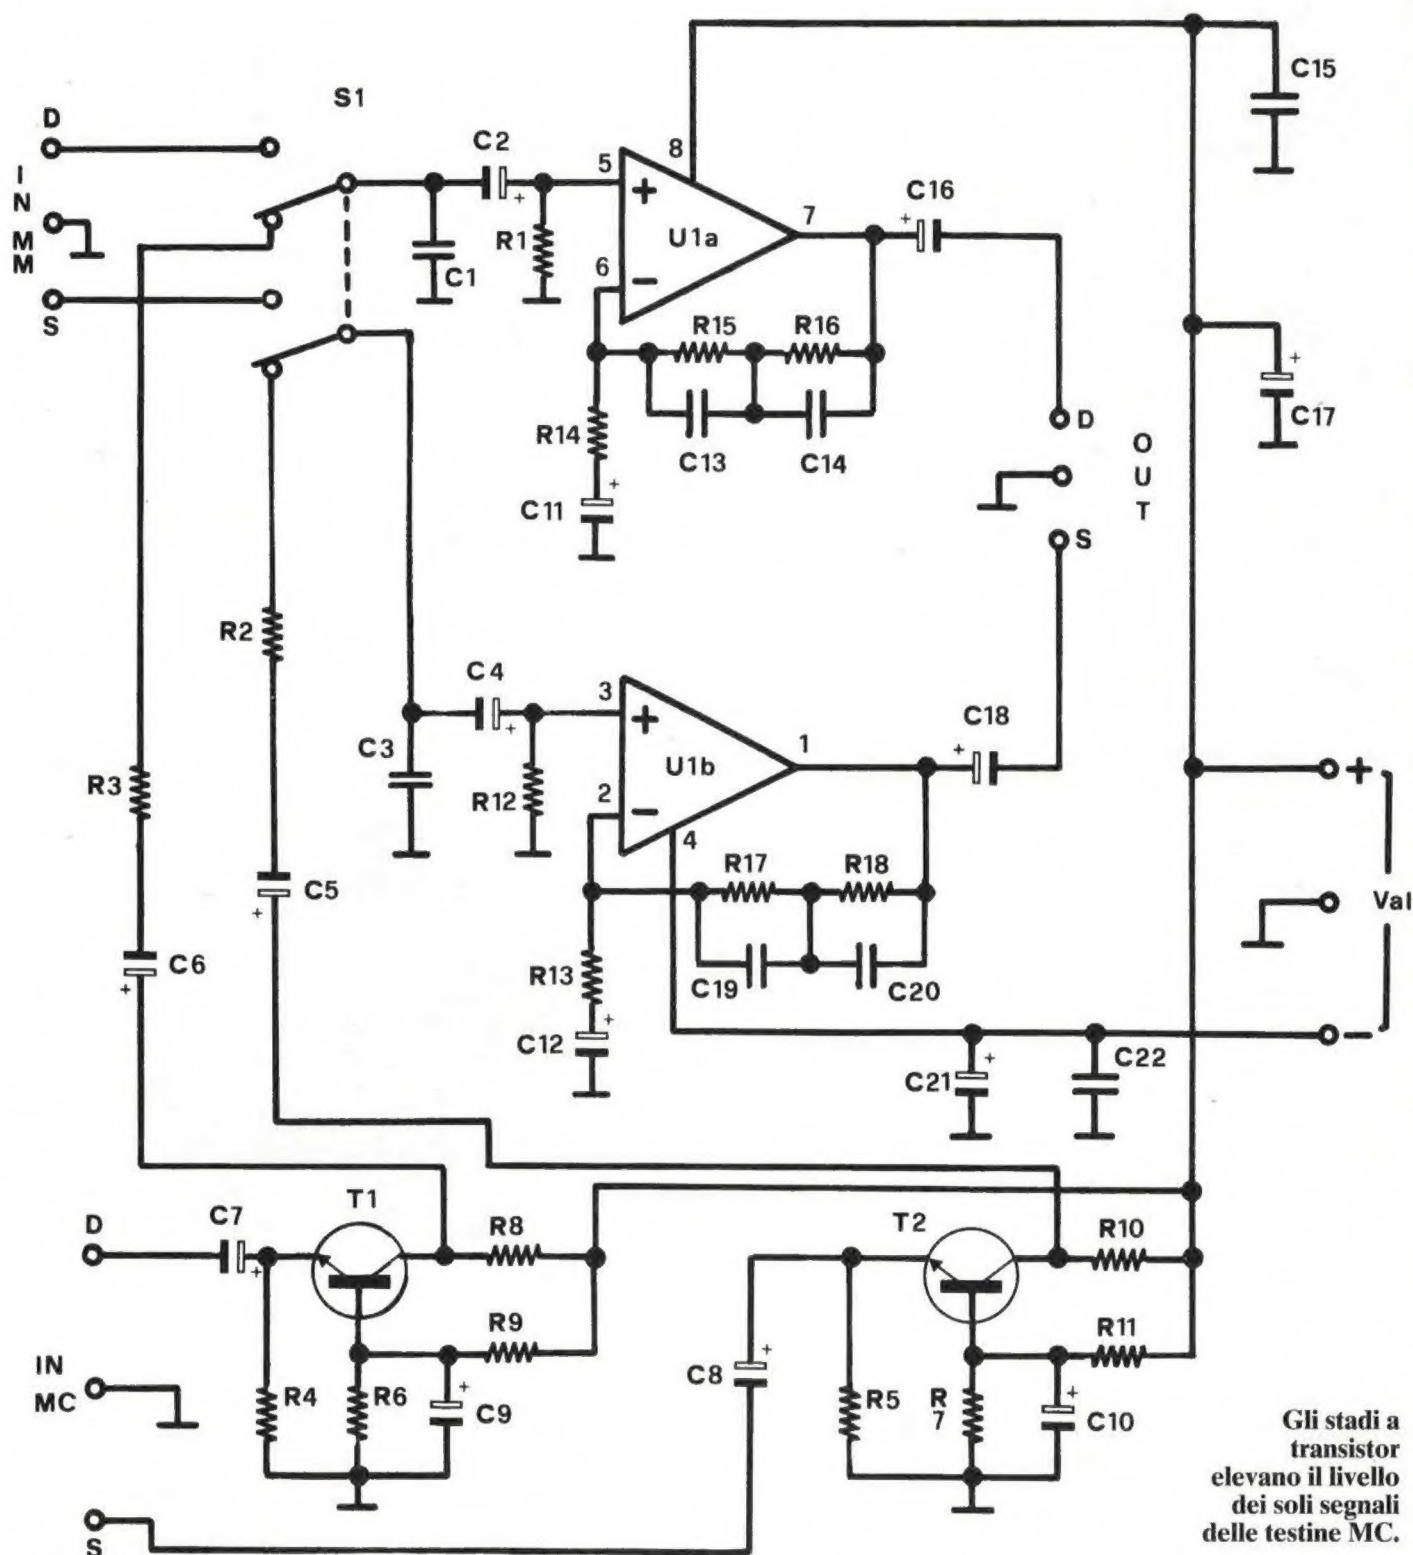 S1
D
I
N
M
M
S
C2
+
R1
C1
5
+
6
−
8
U1a
7
C16
+
C15
R15
R16
C13
C14
R14
C11
+
D
S
O
U
T
+
C17
R2
R3
C4
+
C3
R12
3
+
2
−
4
U1b
1
C18
+
R17
R18
C19
C20
R13
C12
+
C5
+
C6
+
C21
+
C22
+
Val
−
D
C7
+
T1
R8
R9
R4
R6
+
C9
IN
MC
S
C8
+
T2
R10
R11
R5
R
7
+
C10
Gli stadi a
transistor
elevano il livello
dei soli segnali
delle testine MC.